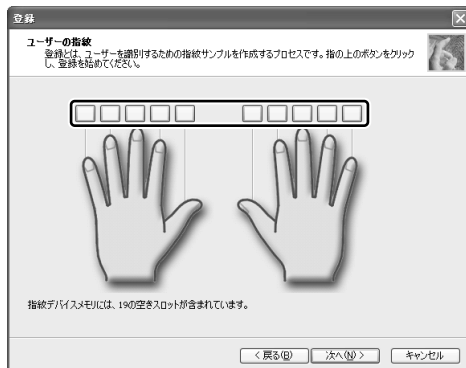 登録
ユーザーの指紋
登録とは、ユーザーを識別するための指紋サンプルを作成するプロセスです。指の上のボタンをクリック
し、登録を始めてください。
指紋デバイスメモリには、19の空きスロットが含まれています。
< 戻る(B)
次へ(N) >
キャンセル